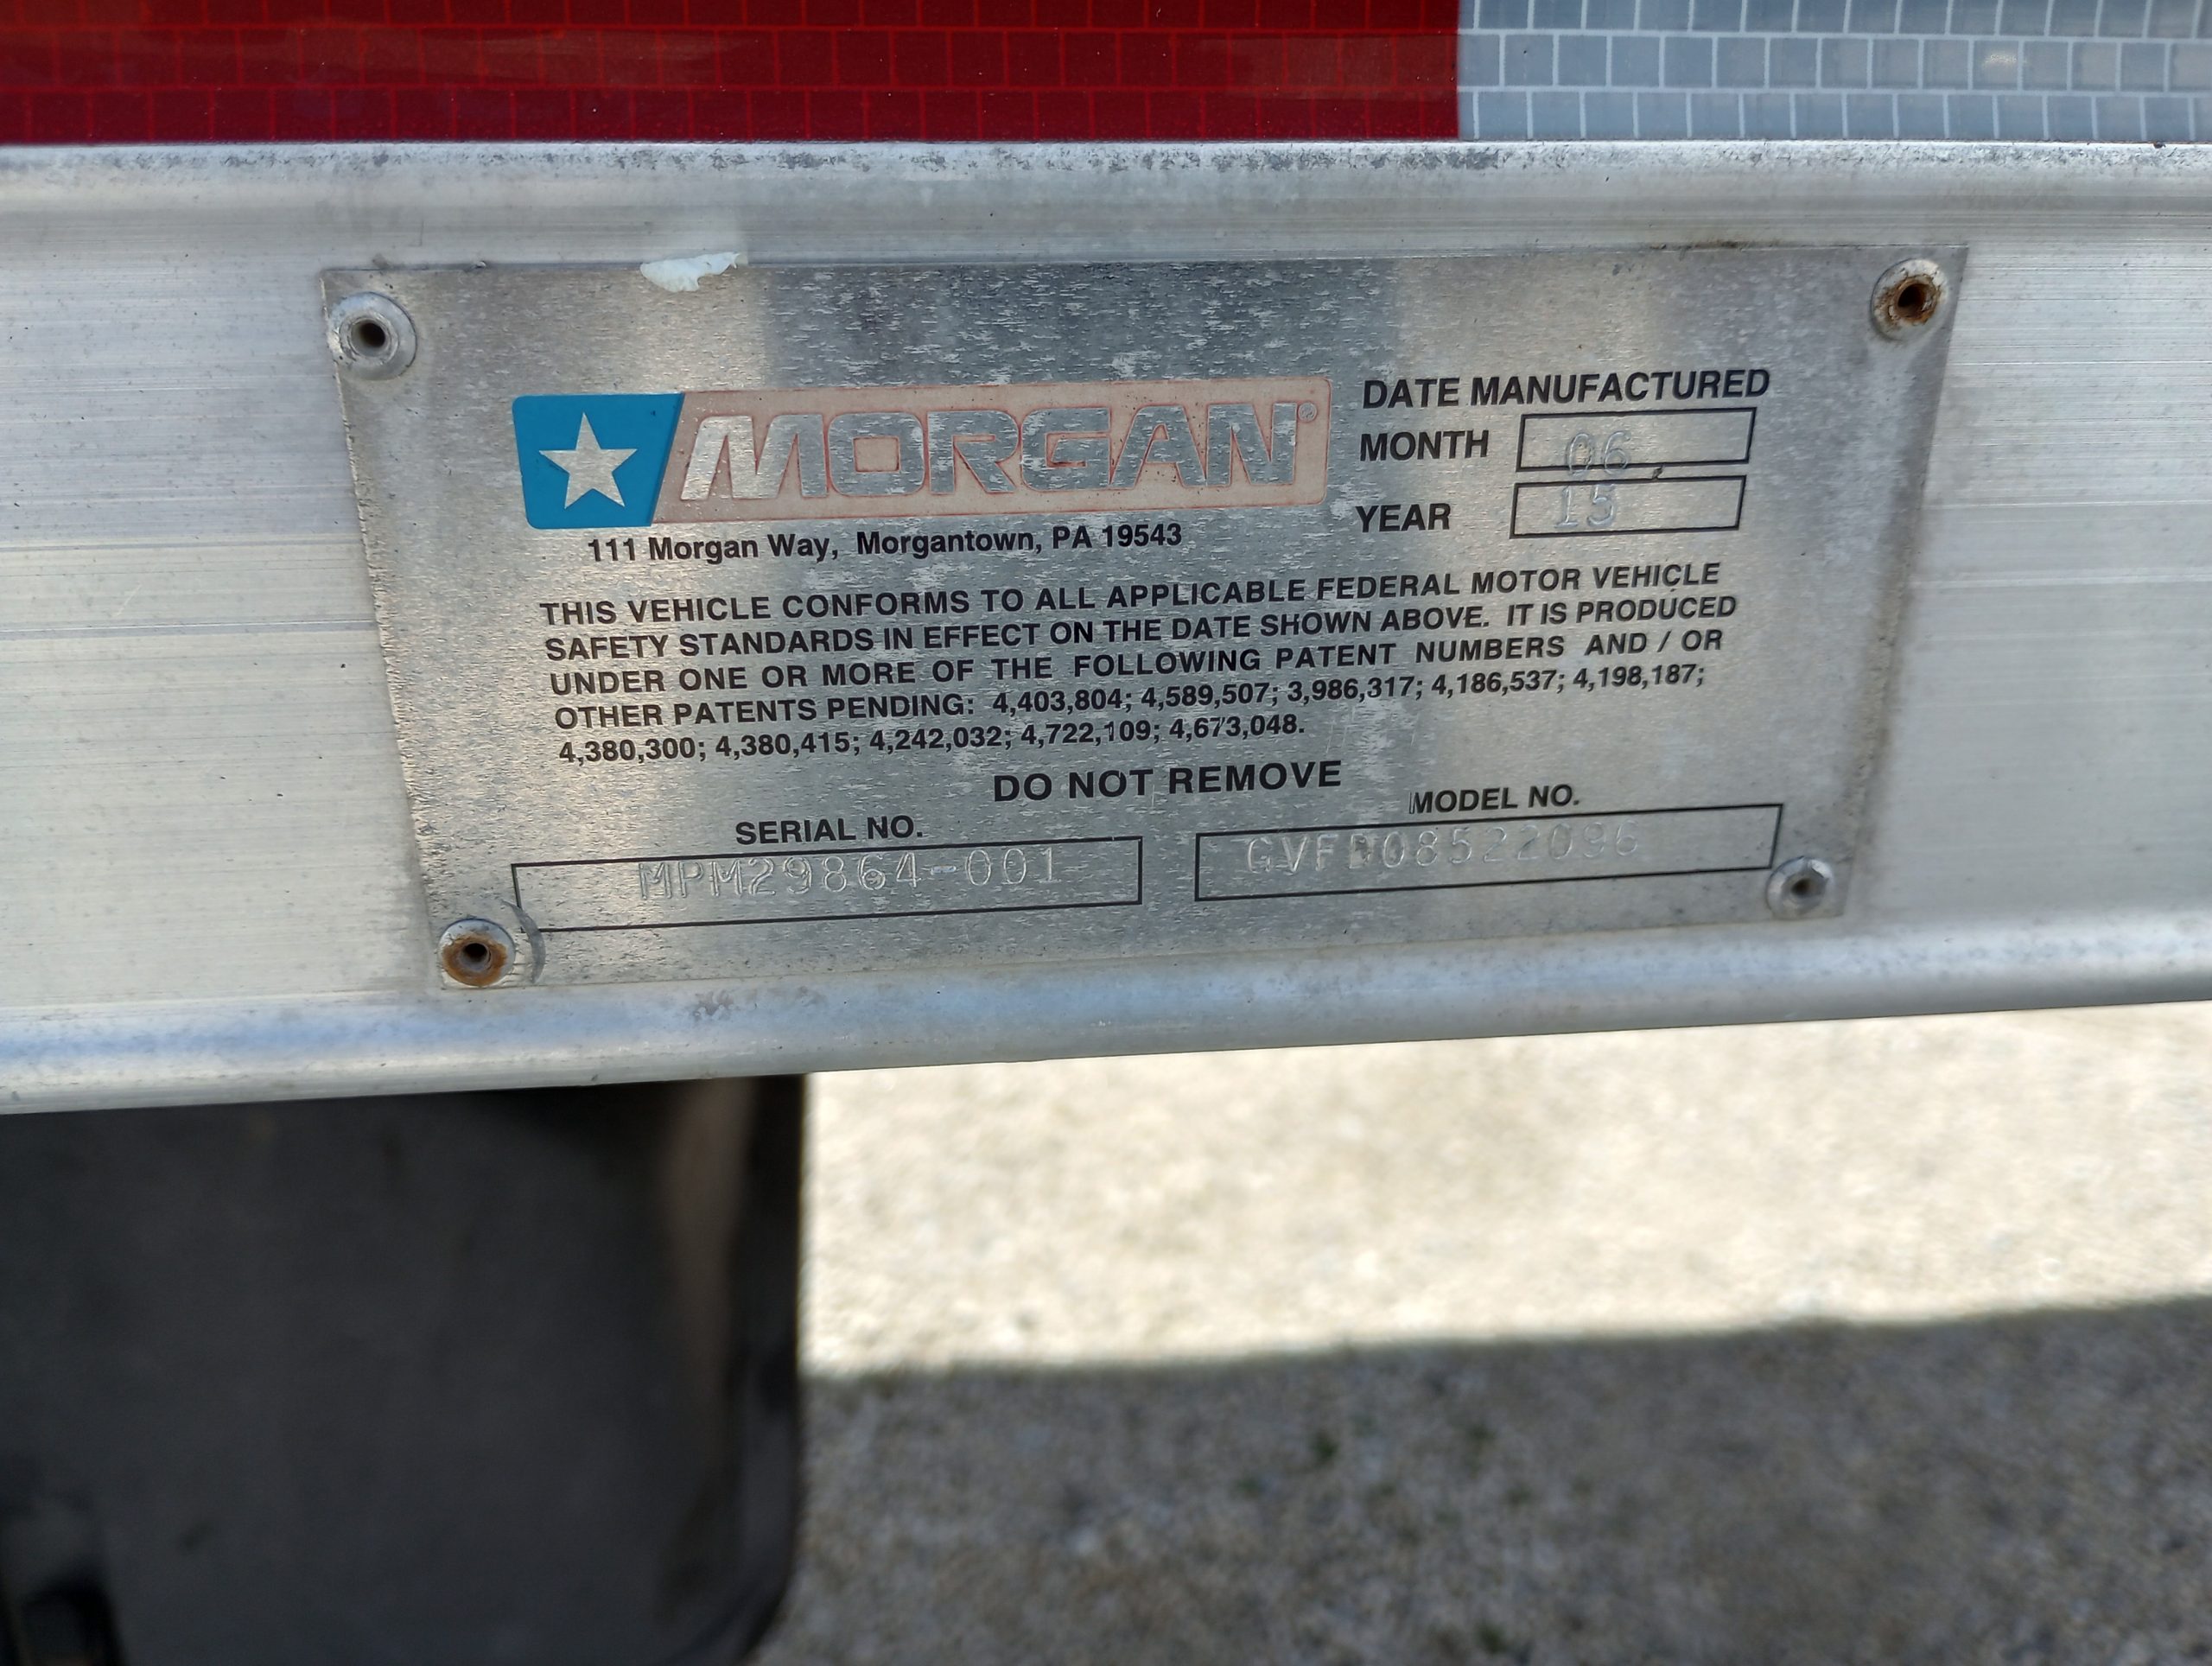 MORGAN®
DATE MANUFACTURED
MONTH 06
YEAR 15
111 Morgan Way, Morgantown, PA 19543
THIS VEHICLE CONFORMS TO ALL APPLICABLE FEDERAL MOTOR VEHICLE
SAFETY STANDARDS IN EFFECT ON THE DATE SHOWN ABOVE. IT IS PRODUCED
UNDER ONE OR MORE OF THE FOLLOWING PATENT NUMBERS AND / OR
OTHER PATENTS PENDING: 4,403,804; 4,589,507; 3,986,317; 4,186,537; 4,198,187;
4,380,300; 4,380,415; 4,242,032; 4,722,109; 4,673,048.
DO NOT REMOVE
SERIAL NO.
MPM29864-001
MODEL NO.